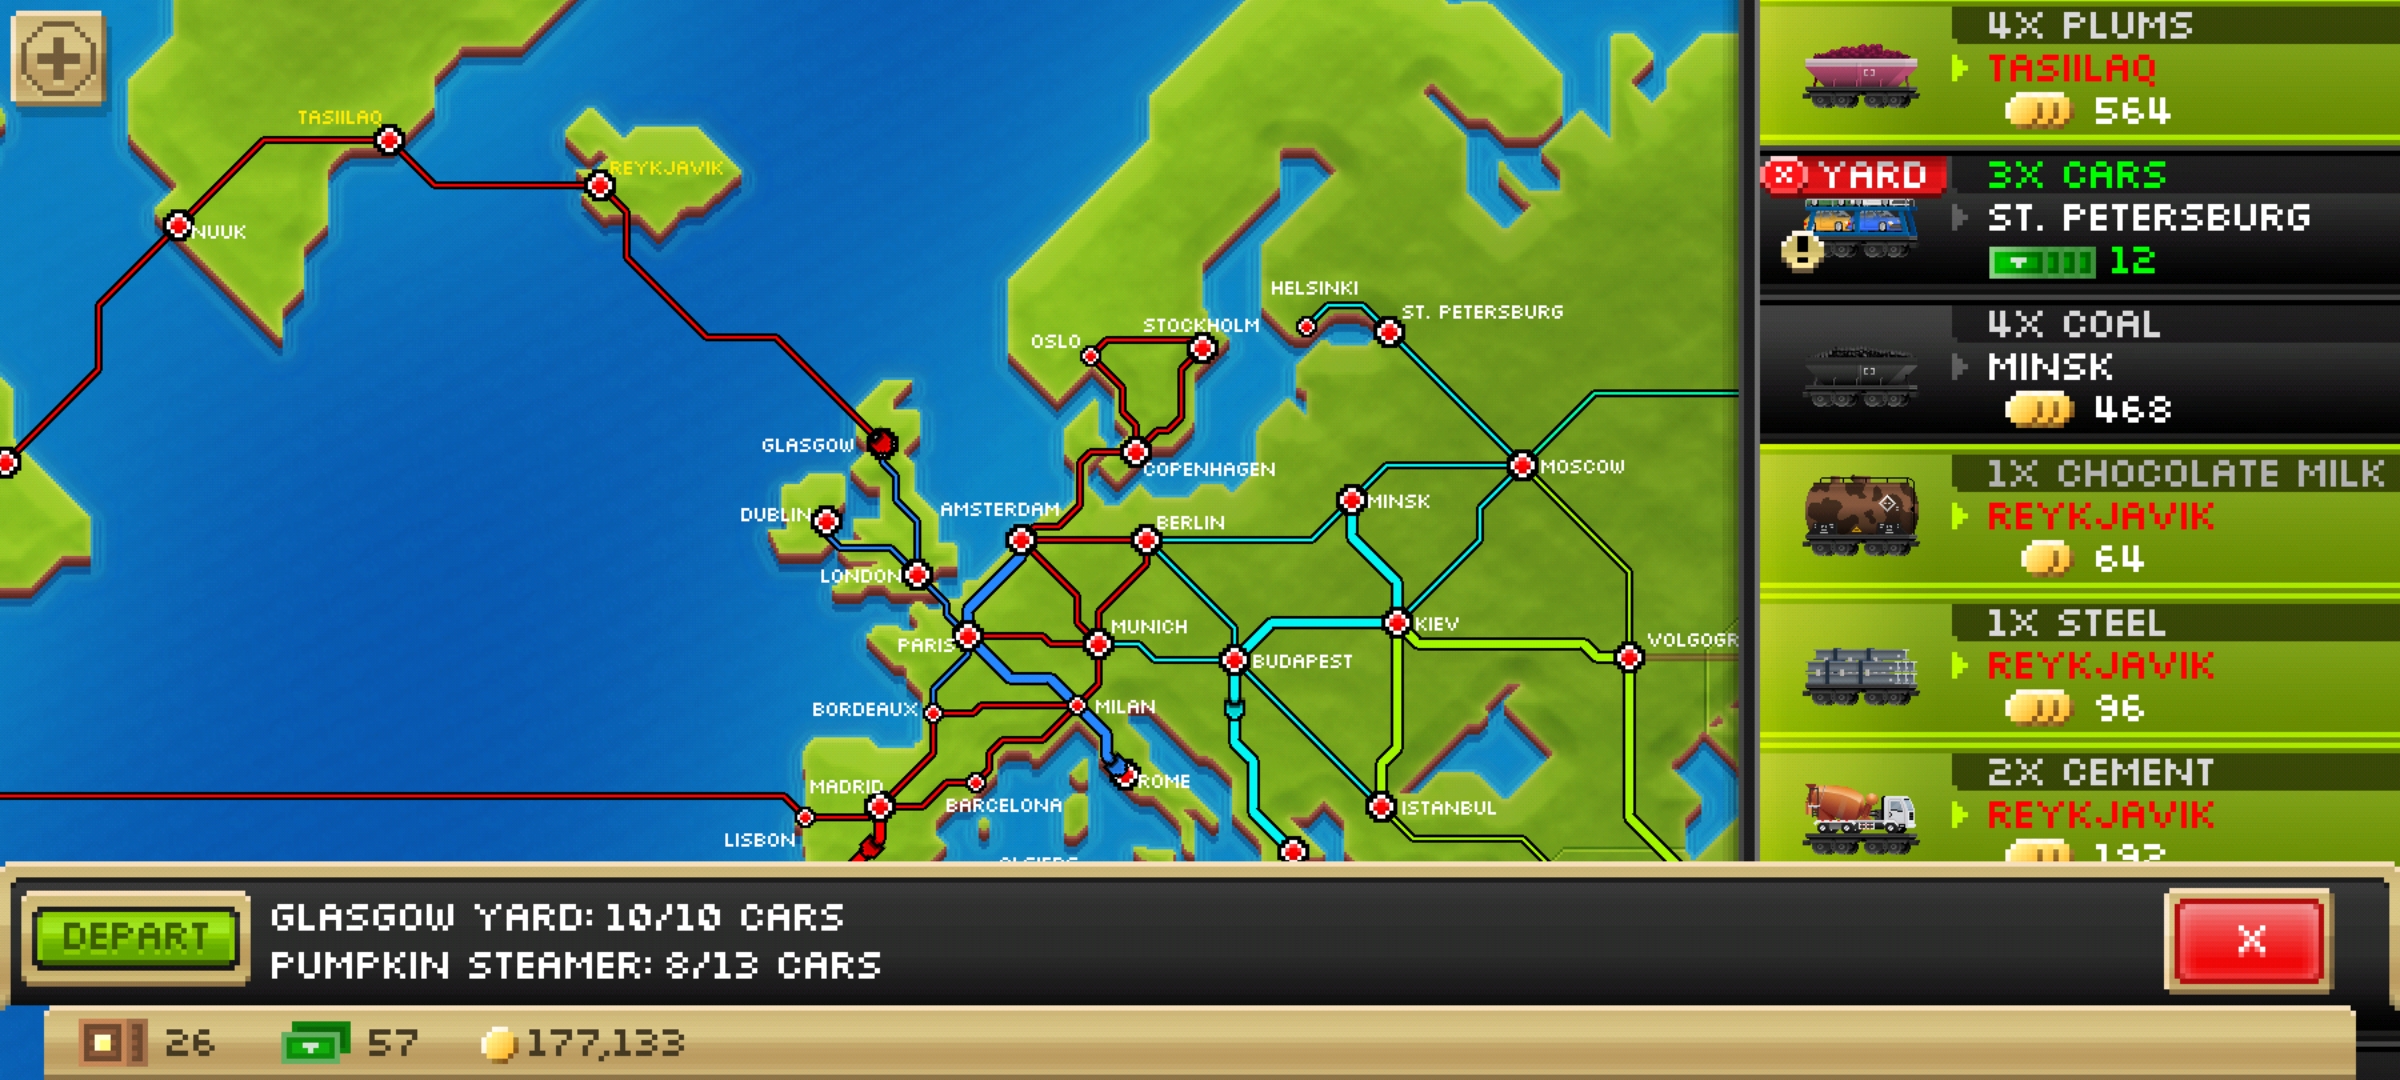 TASIILAQ
REYKJAVIK
NUUK
HELSINKI
ST. PETERSBURG
STOCKHOLM
OSLO
GLASGOW
COPENHAGEN
MOSCOW
MINSK
AMSTERDAM
DUBLIN
BERLIN
LONDON
KIEV
MUNICH
VOLGOGR
PARIS
BUDAPEST
BORDEAUX
MILAN
ROME
MADRID
BARCELONA
ISTANBUL
LISBON
4X PLUMS
TASIILAQ
564
YARD
3X CARS
ST. PETERSBURG
12
4X COAL
MINSK
468
1X CHOCOLATE MILK
REYKJAVIK
64
1X STEEL
REYKJAVIK
96
2X CEMENT
REYKJAVIK
192
DEPART
GLASGOW YARD: 10/10 CARS
PUMPKIN STEAMER: 8/13 CARS
X
26
57
177,133